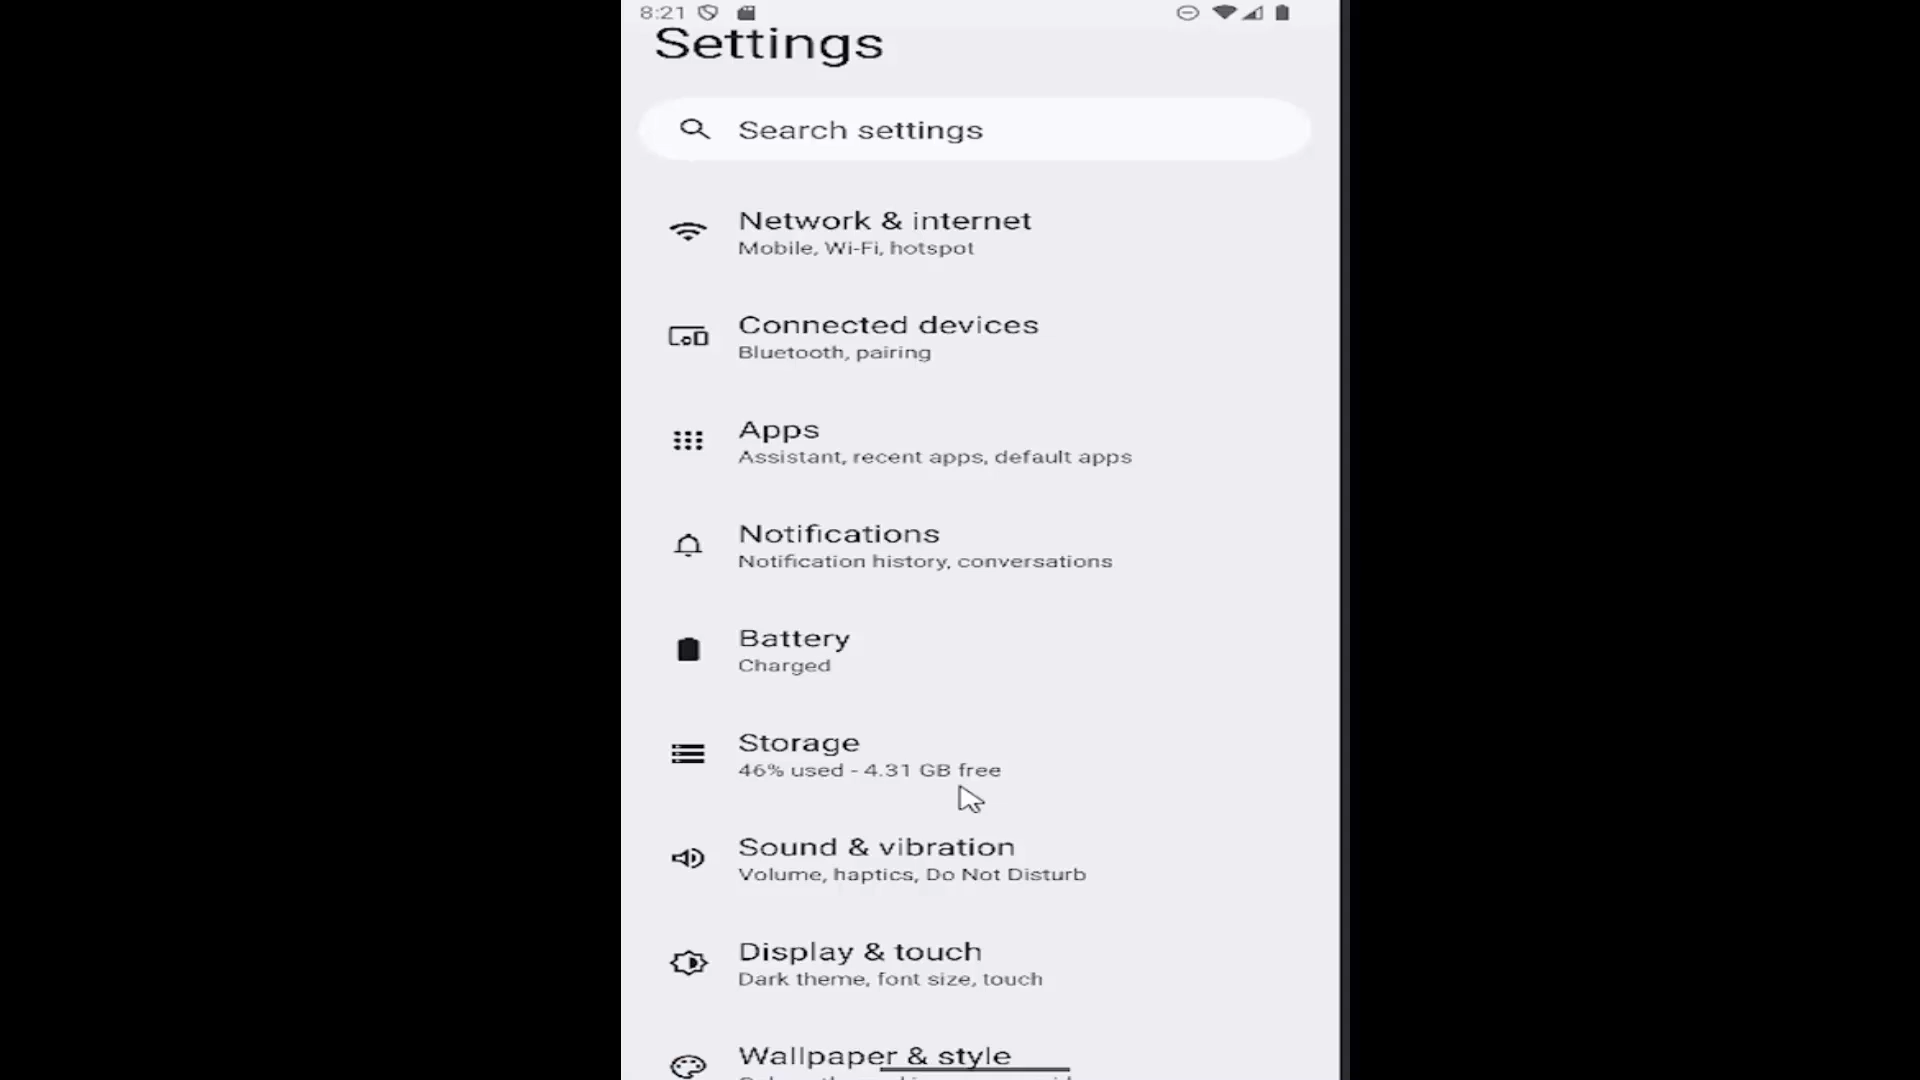 8:21
Settings
Search settings
Network & internet
Mobile, Wi-Fi, hotspot
Connected devices
Bluetooth, pairing
Apps
Assistant, recent apps, default apps
Notifications
Notification history, conversations
Battery
Charged
Storage
46% used - 4.31 GB free
Sound & vibration
Volume, haptics, Do Not Disturb
Display & touch
Dark theme, font size, touch
Wallpaper & style